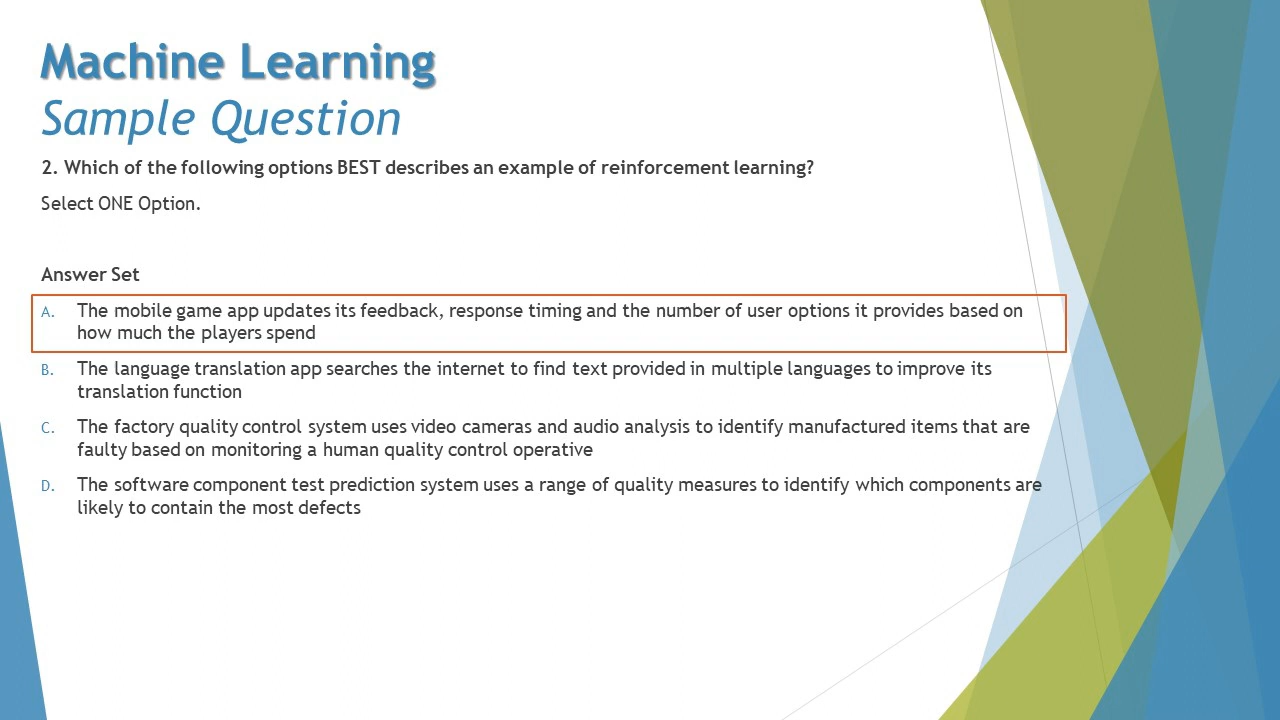 Machine Learning
Sample Question
2. Which of the following options BEST describes an example of reinforcement learning?
Select ONE Option.
Answer Set
A. The mobile game app updates its feedback, response timing and the number of user options it provides based on
how much the players spend
B. The language translation app searches the internet to find text provided in multiple languages to improve its
translation function
C. The factory quality control system uses video cameras and audio analysis to identify manufactured items that are
faulty based on monitoring a human quality control operative
D. The software component test prediction system uses a range of quality measures to identify which components are
likely to contain the most defects